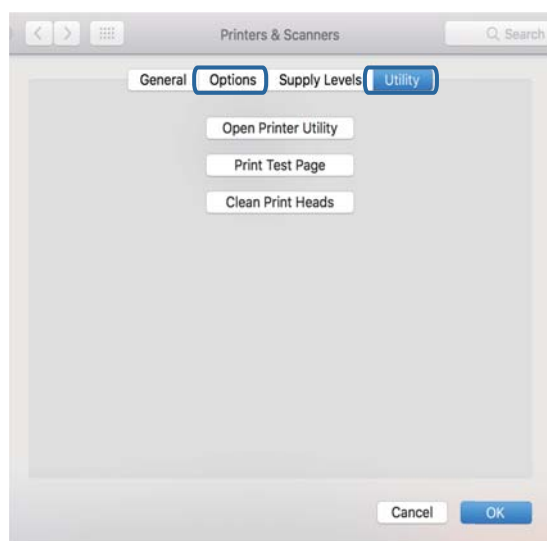 Printers & Scanners Search
General Options Supply Levels Utility
Open Printer Utility
Print Test Page
Clean Print Heads
Cancel OK